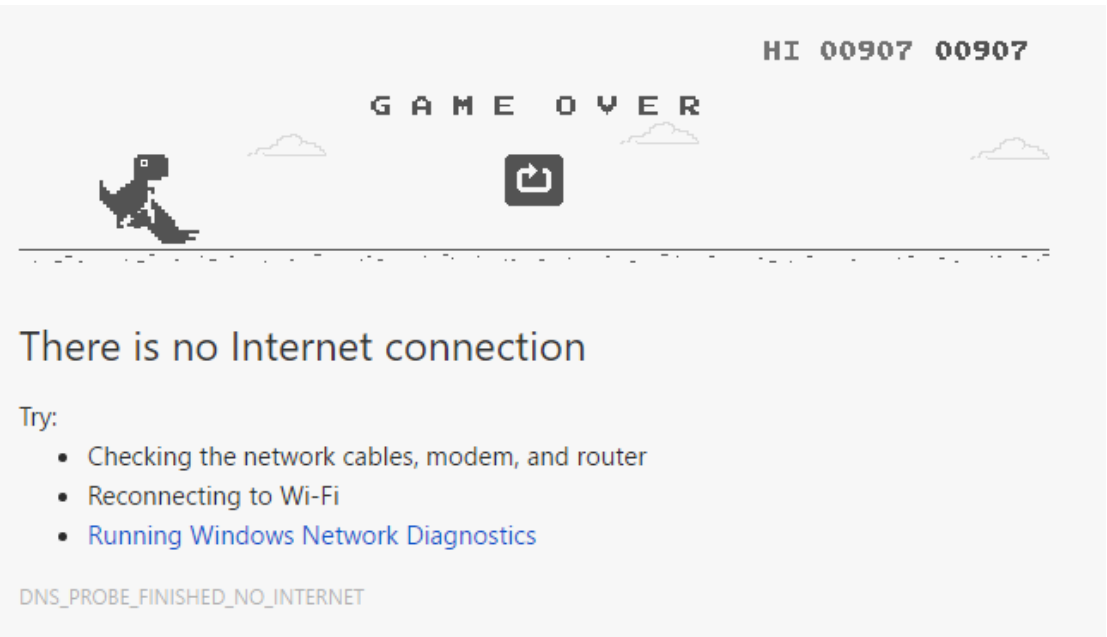 HI 00907 00907
GAME OVER
There is no Internet connection
Try:
• Checking the network cables, modem, and router
• Reconnecting to Wi-Fi
• Running Windows Network Diagnostics
DNS_PROBE_FINISHED_NO_INTERNET